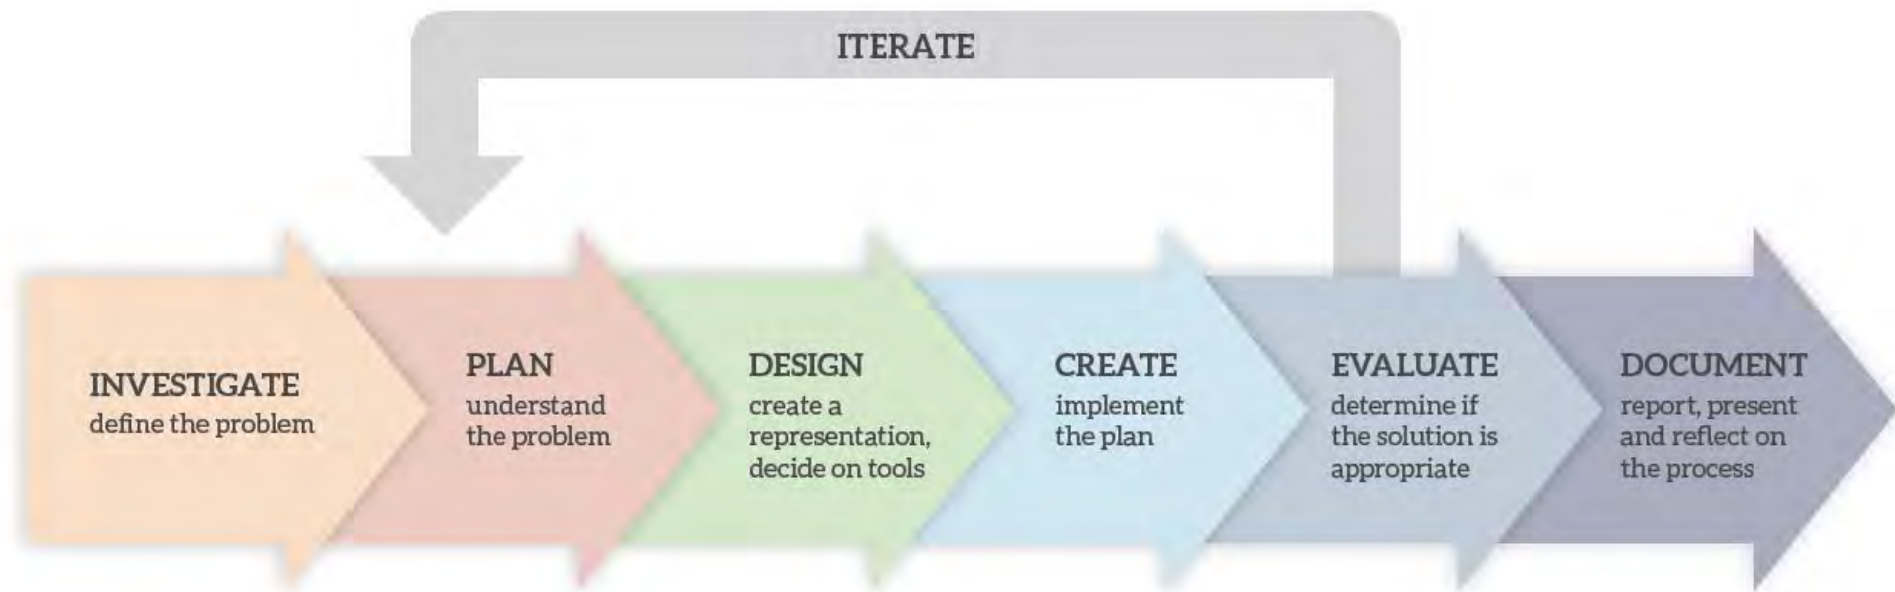 ITERATE
INVESTIGATE
define the problem
PLAN
understand
the problem
DESIGN
create a
representation,
decide on tools
CREATE
implement
the plan
EVALUATE
determine if
the solution is
appropriate
DOCUMENT
report, present
and reflect on
the process